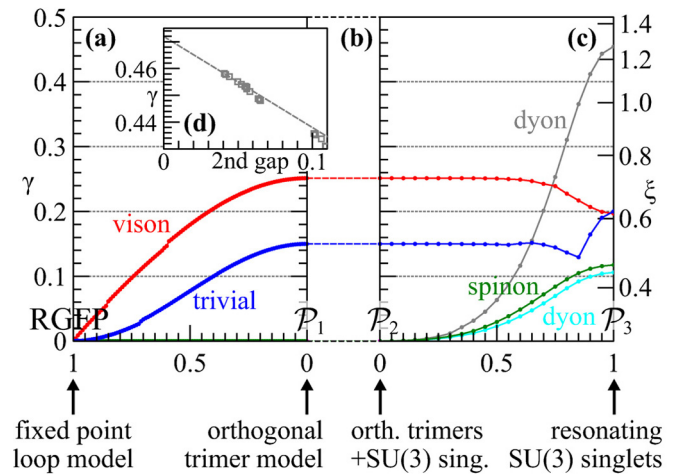 0.5 (a) (b) (c) 1.4
1.2
0.46
γ
0.4 0.44 (d)
0 2nd gap 0.1
dyon
1.0
0.3
0.8
γ ξ
0.2 vison
0.6
0.1 trivial spinon
0.4
RGFP P₁ P₂ dyon P₃
0
1 0.5 0 0 0.5 1
fixed point orthogonal orth. trimers resonating
loop model trimer model +SU(3) sing. SU(3) singlets